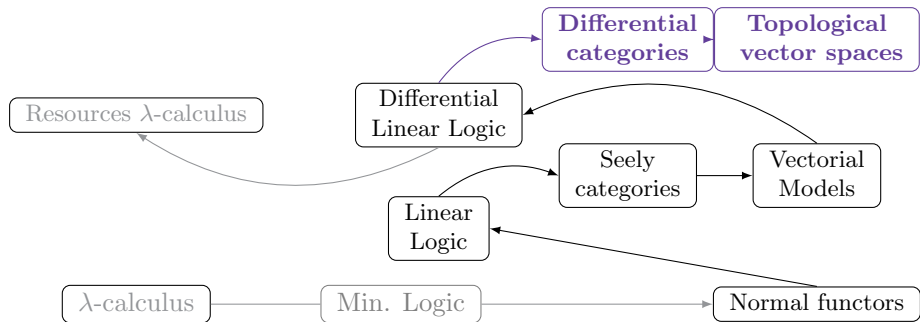 Differential
categories
Topological
vector spaces
Differential
Linear Logic
Resources λ-calculus
Seely
categories
Vectorial
Models
Linear
Logic
λ-calculus
Min. Logic
Normal functors